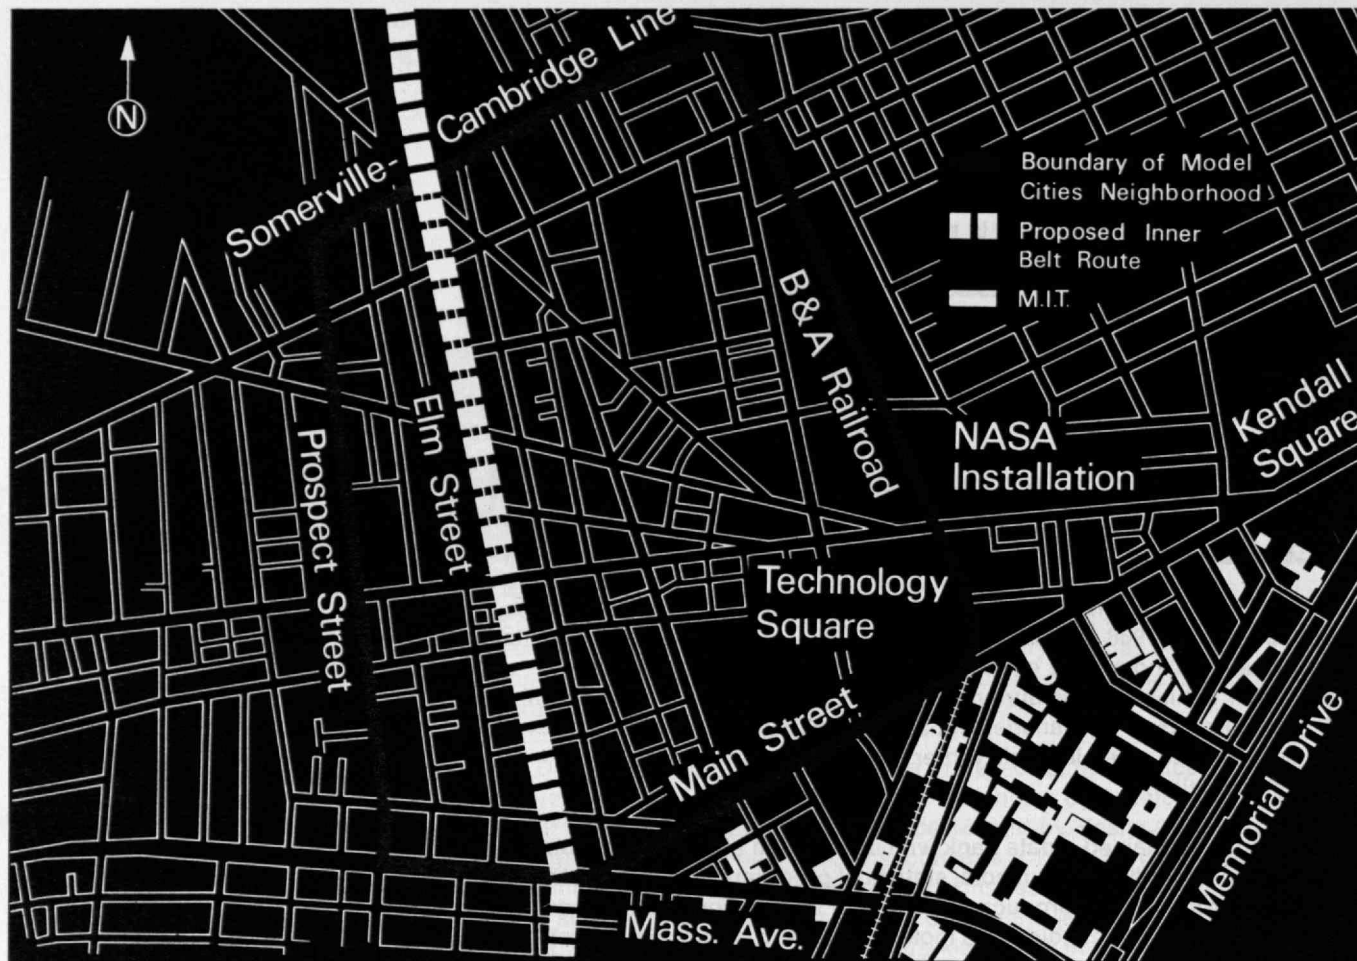 N
Somerville-Cambridge Line
Boundary of Model
Cities Neighborhood
Proposed Inner
Belt Route
M.I.T.
B & A Railroad
Kendall
Square
NASA
Installation
Elm Street
Prospect Street
Technology
Square
Main Street
Memorial Drive
Mass. Ave.